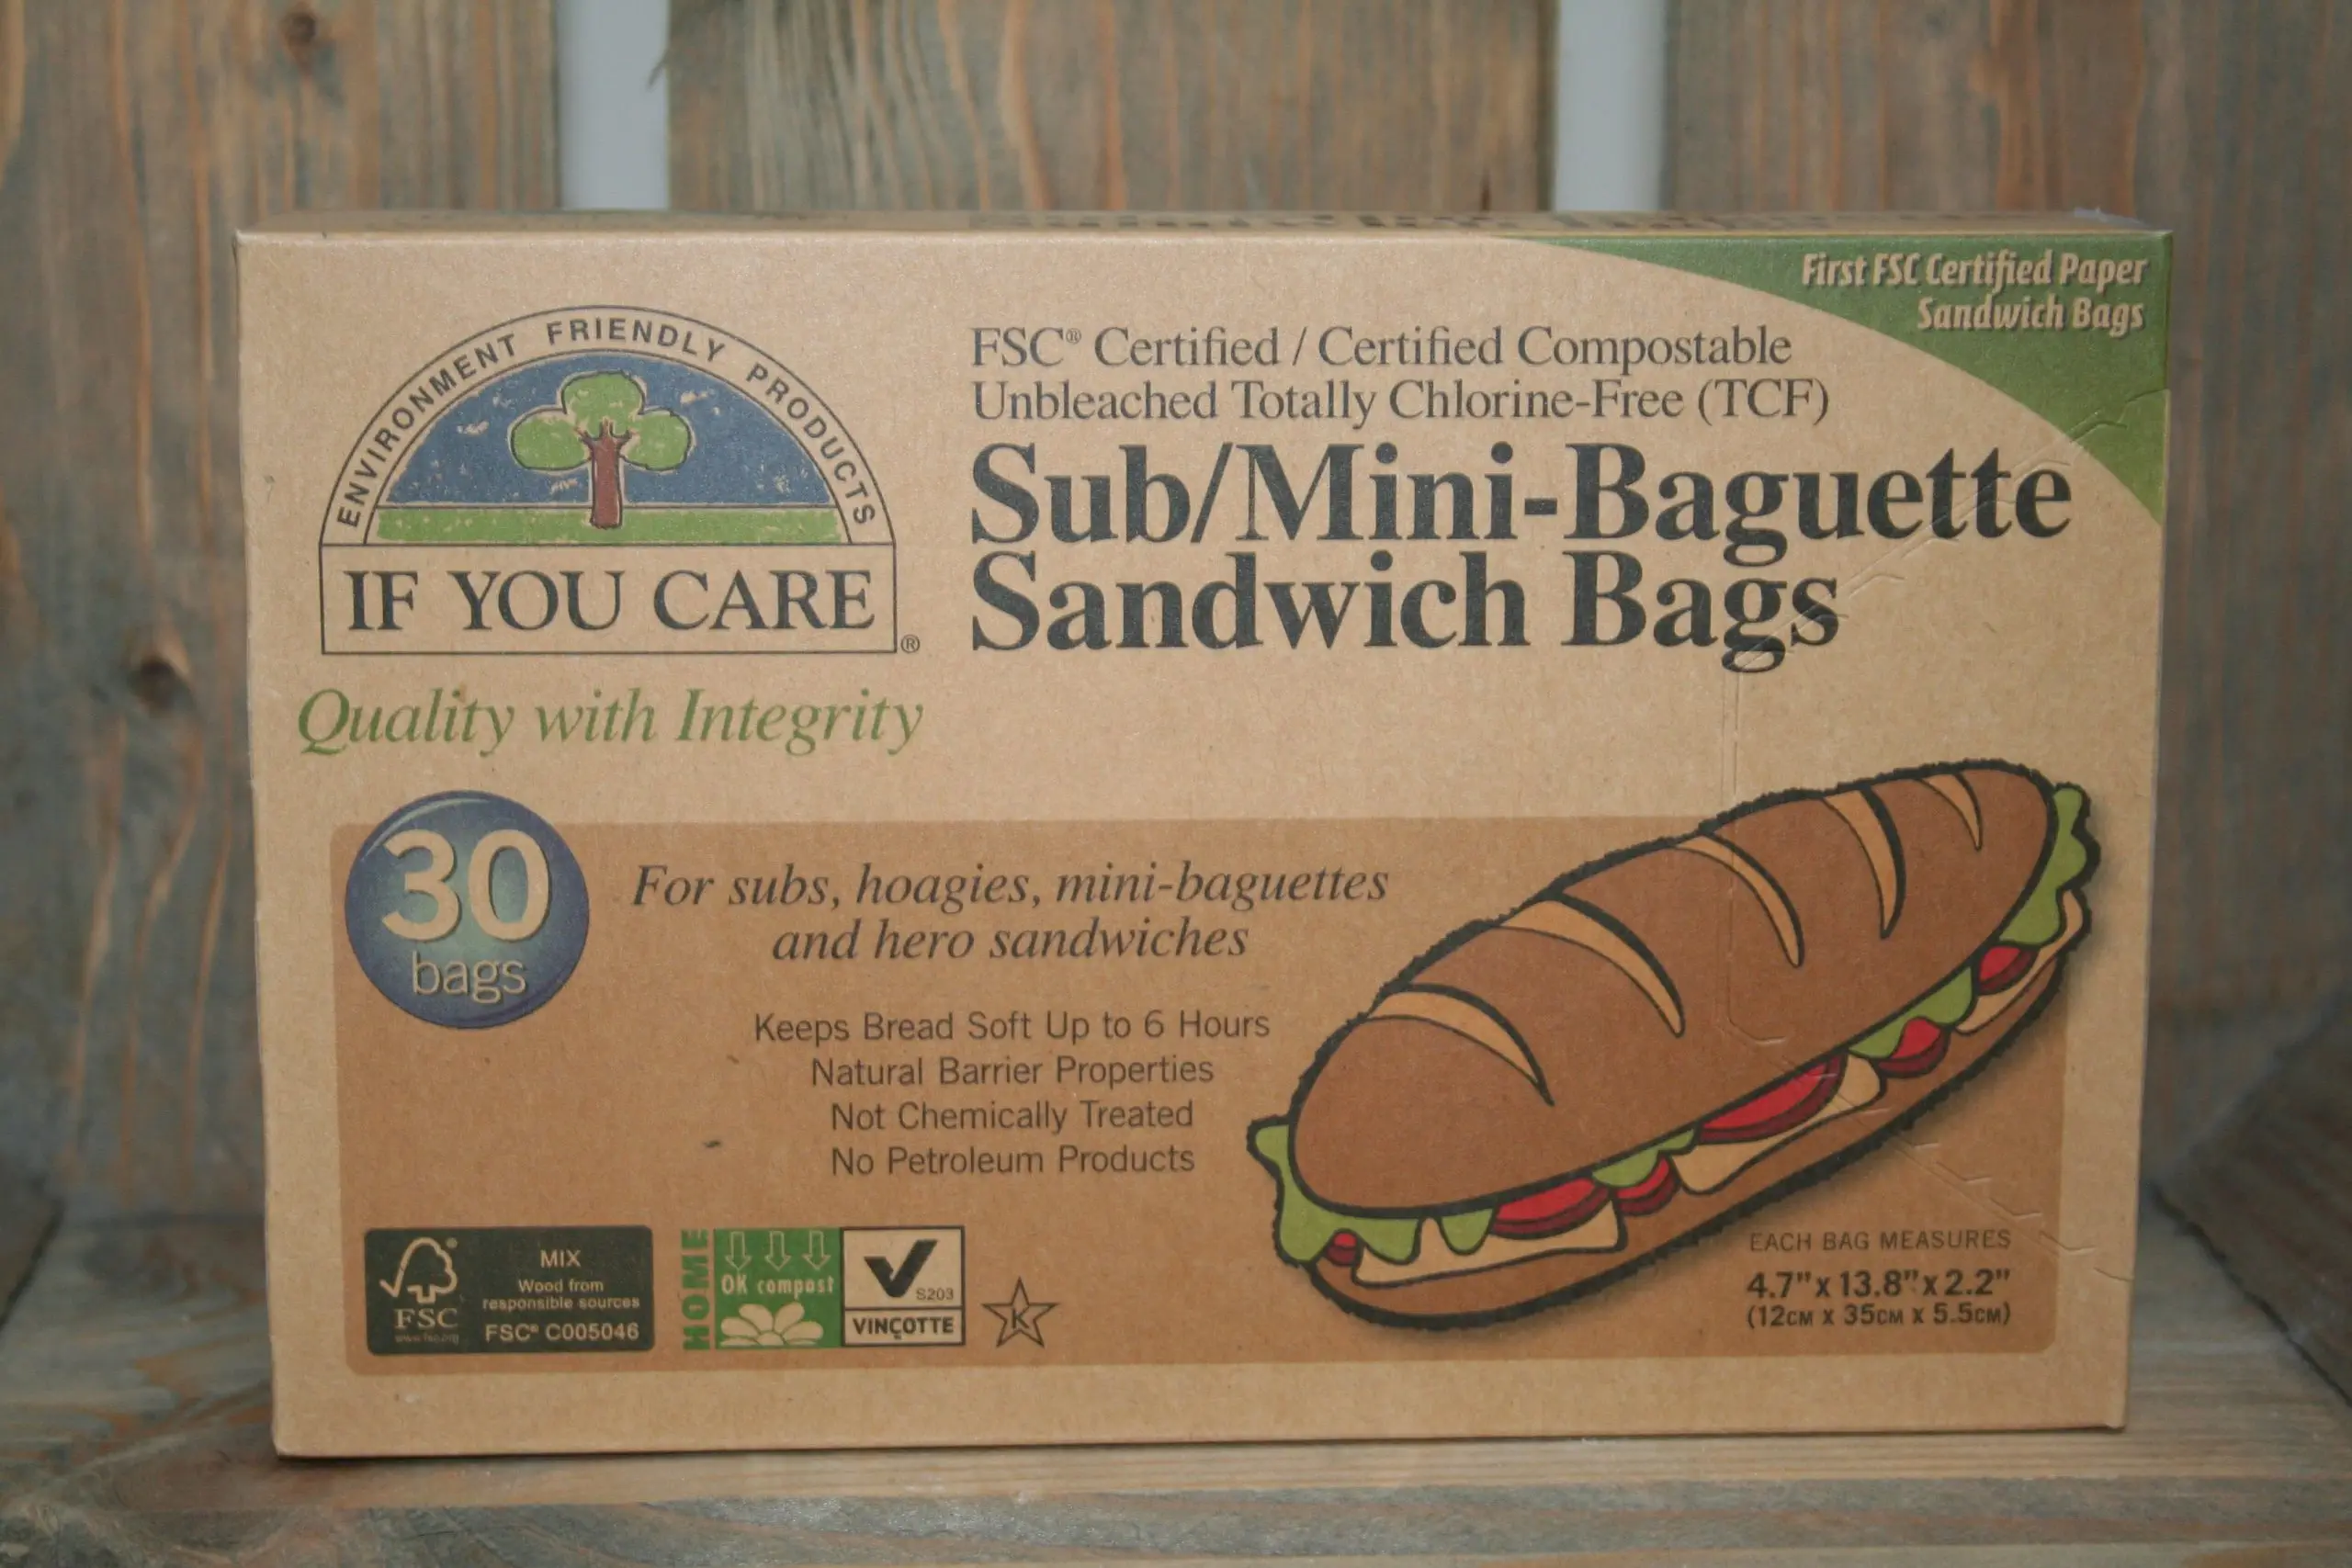 First FSC Certified Paper
Sandwich Bags
ENVIRONMENT FRIENDLY PRODUCTS
IF YOU CARE®
Quality with Integrity
FSC® Certified / Certified Compostable
Unbleached Totally Chlorine-Free (TCF)
Sub/Mini-Baguette
Sandwich Bags
30
bags
For subs, hoagies, mini-baguettes
and hero sandwiches
Keeps Bread Soft Up to 6 Hours
Natural Barrier Properties
Not Chemically Treated
No Petroleum Products
FSC
www.fsc.org
MIX
Wood from
responsible sources
FSC® C005046
HOME
OK compost
S203
VINÇOTTE
K
EACH BAG MEASURES
4.7" x 13.8" x 2.2"
(12CM X 35CM X 5.5CM)